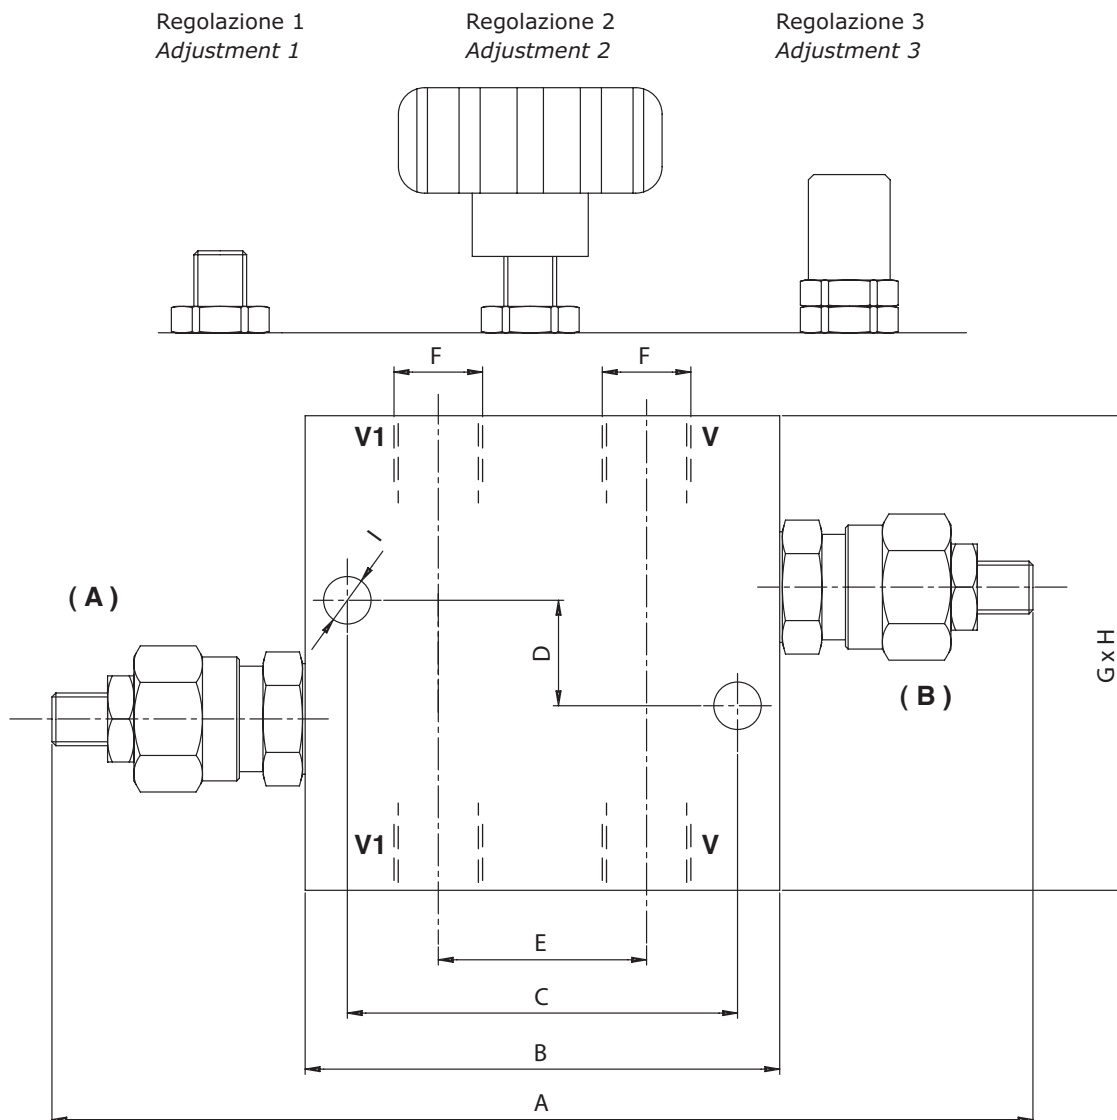 Regolazione 1
Adjustment 1
Regolazione 2
Adjustment 2
Regolazione 3
Adjustment 3
F
F
V1
V
I
( A )
D
G x H
( B )
V1
V
E
C
B
A